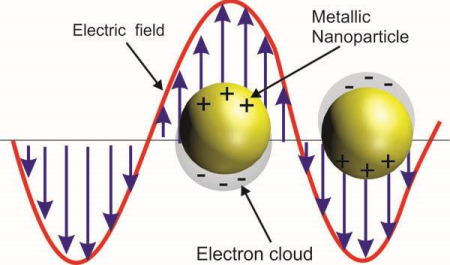 Electric field
Metallic
Nanoparticle
+ + +
- - -
- - -
+ + +
Electron cloud